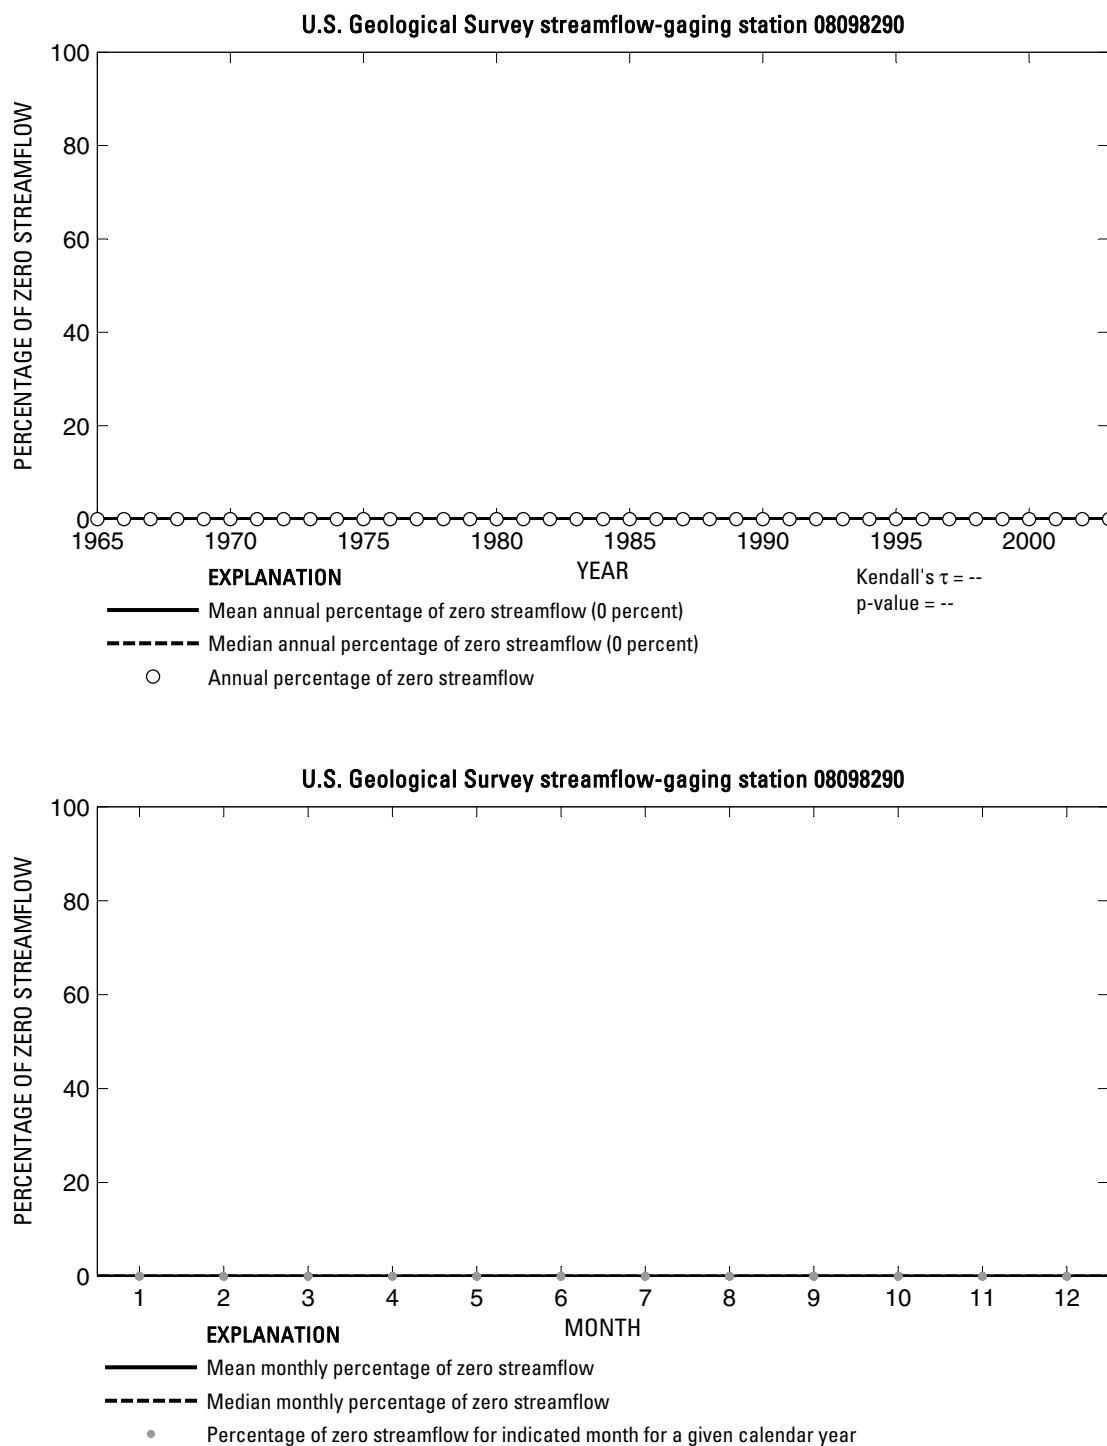 U.S. Geological Survey streamflow-gaging station 08098290
PERCENTAGE OF ZERO STREAMFLOW
100
80
60
40
20
0
1965 1970 1975 1980 1985 1990 1995 2000
YEAR
EXPLANATION
Mean annual percentage of zero streamflow (0 percent)
Median annual percentage of zero streamflow (0 percent)
Annual percentage of zero streamflow
Kendall's τ = --
p-value = --
U.S. Geological Survey streamflow-gaging station 08098290
PERCENTAGE OF ZERO STREAMFLOW
100
80
60
40
20
0
1 2 3 4 5 6 7 8 9 10 11 12
MONTH
EXPLANATION
Mean monthly percentage of zero streamflow
Median monthly percentage of zero streamflow
Percentage of zero streamflow for indicated month for a given calendar year